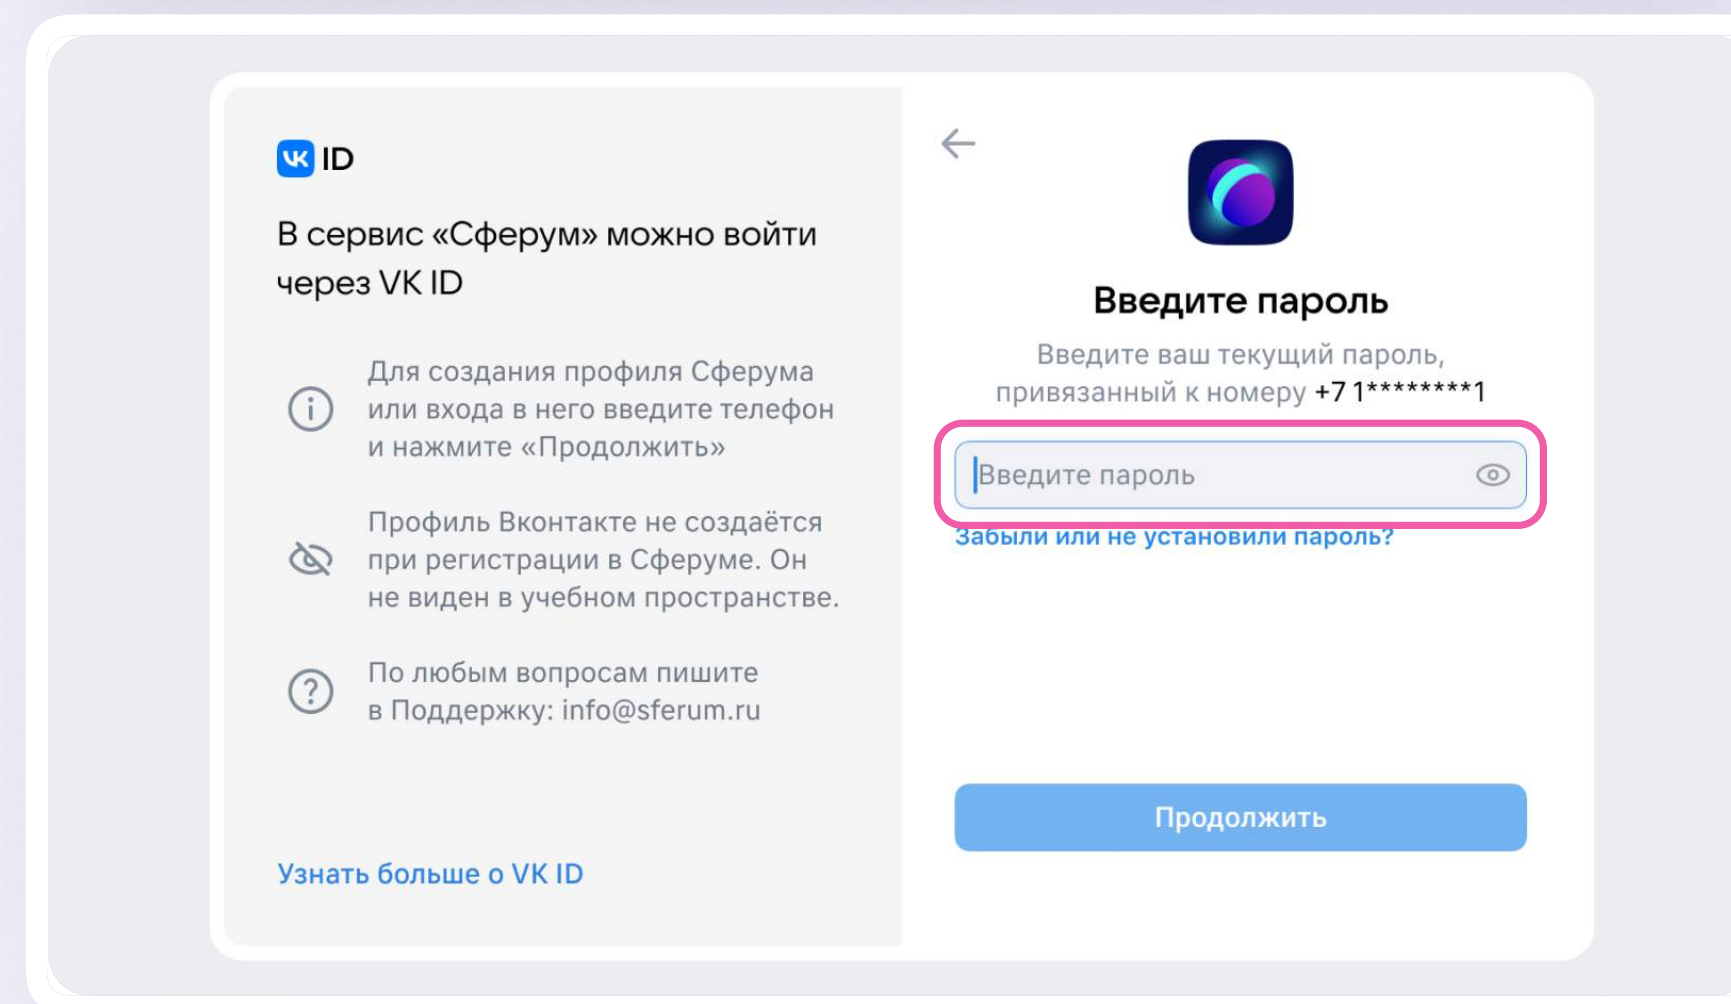 VK ID
В сервис «Сферум» можно войти
через VK ID
Для создания профиля Сферума
или входа в него введите телефон
и нажмите «Продолжить»
Профиль Вконтакте не создаётся
при регистрации в Сферуме. Он
не виден в учебном пространстве.
По любым вопросам пишите
в Поддержку: info@sferum.ru
Узнать больше о VK ID
Введите пароль
Введите ваш текущий пароль,
привязанный к номеру +7 1********1
Введите пароль
Забыли или не установили пароль?
Продолжить